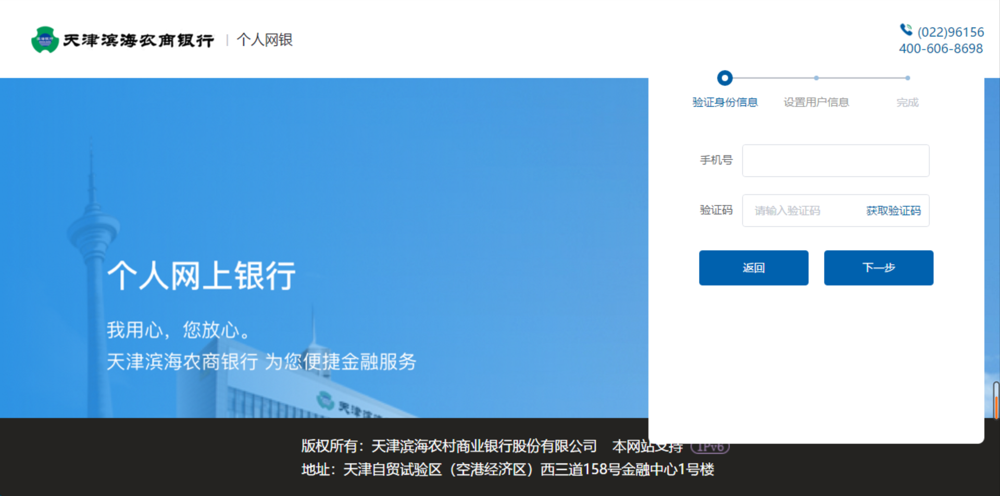 天津滨海农商银行 | 个人网银
(022)96156
400-606-8698
验证身份信息 设置用户信息 完成
手机号
验证码 请输入验证码 获取验证码
返回 下一步
个人网上银行
我用心，您放心。
天津滨海农商银行 为您便捷金融服务
天津滨
版权所有：天津滨海农村商业银行股份有限公司 本网站支持 IPv6
地址：天津自贸试验区（空港经济区）西三道158号金融中心1号楼